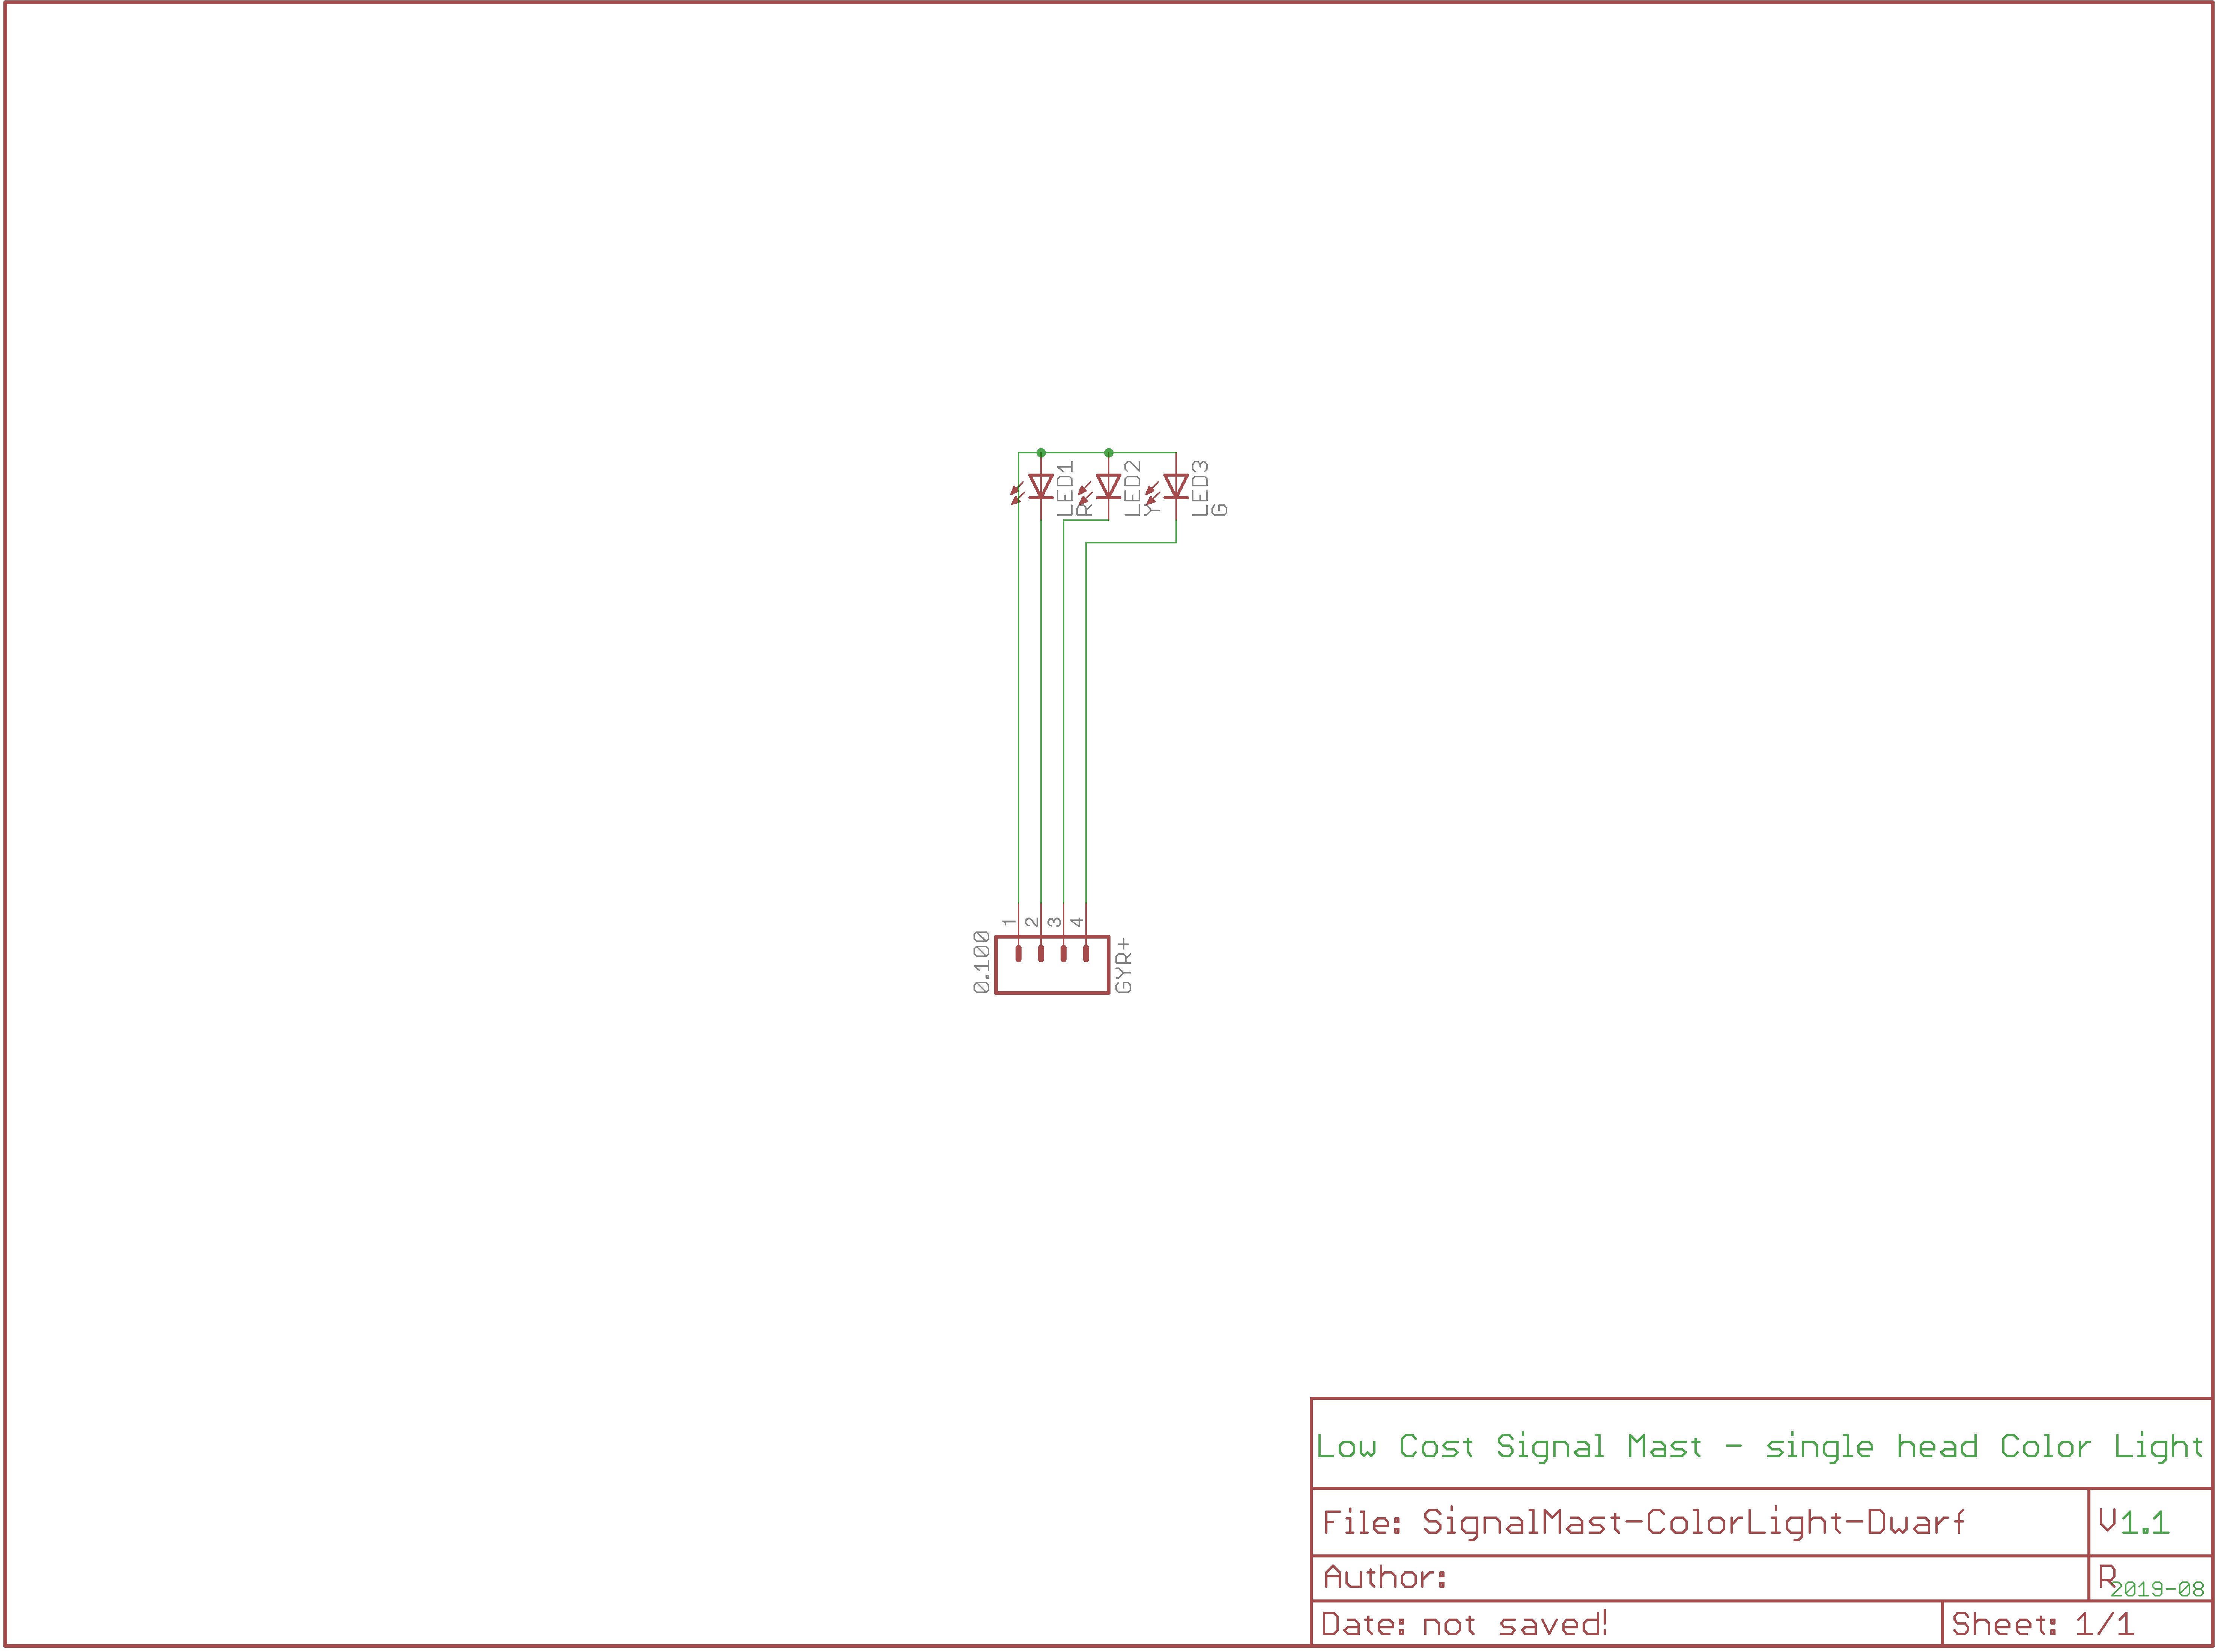 LED1
R
LED2
Y
LED3
G
1
2
3
4
0.100
GYR+
Low Cost Signal Mast - single head Color Light
File: SignalMast-ColorLight-Dwarf
V1.1
Author:
R2019-08
Date: not saved!
Sheet: 1/1